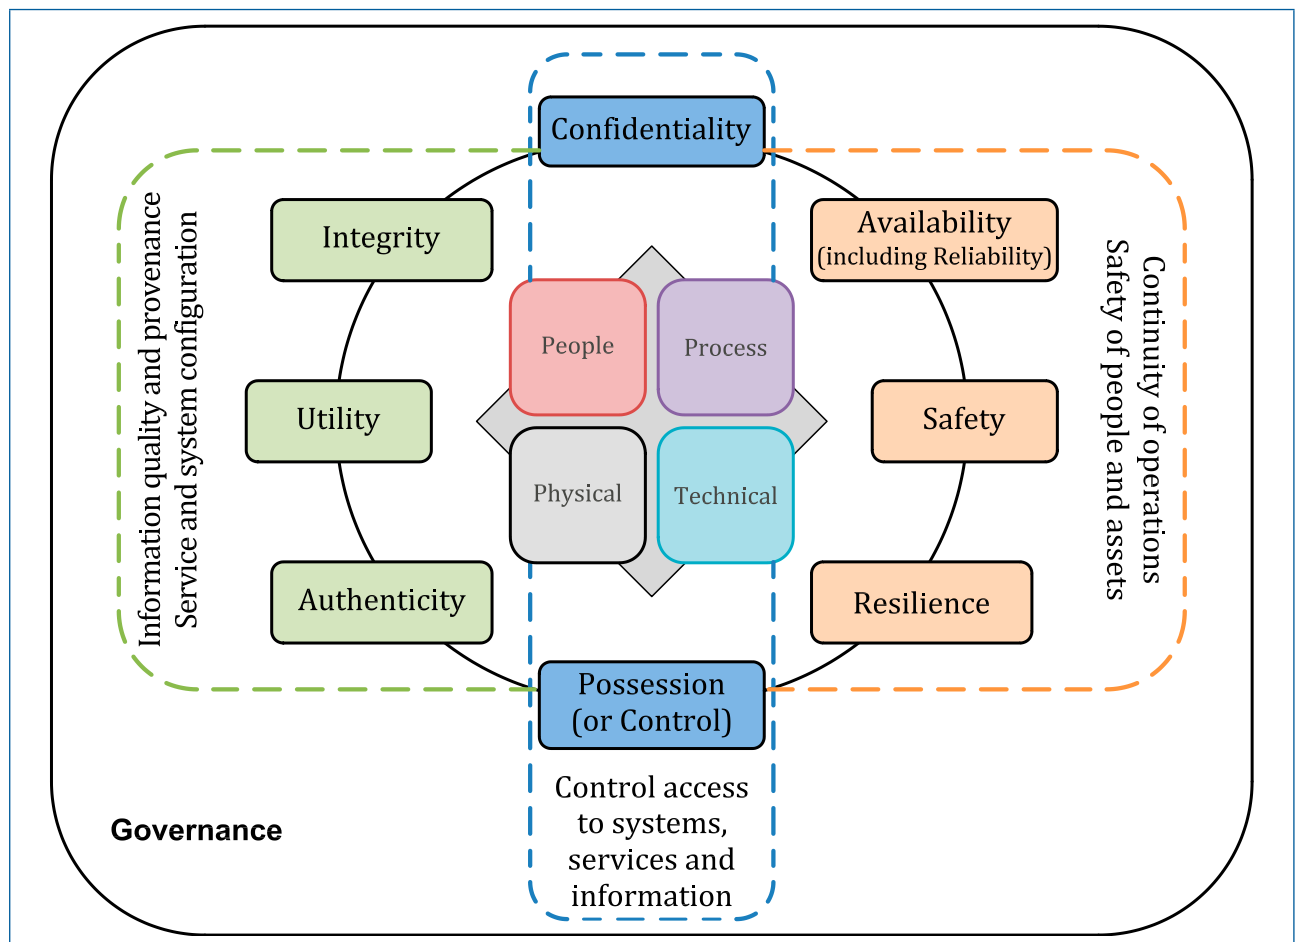 Confidentiality
Integrity
Availability
(including Reliability)
Information quality and provenance
Service and system configuration
Continuity of operations
Safety of people and assets
People
Process
Utility
Safety
Physical
Technical
Authenticity
Resilience
Possession
(or Control)
Control access
to systems,
services and
information
Governance